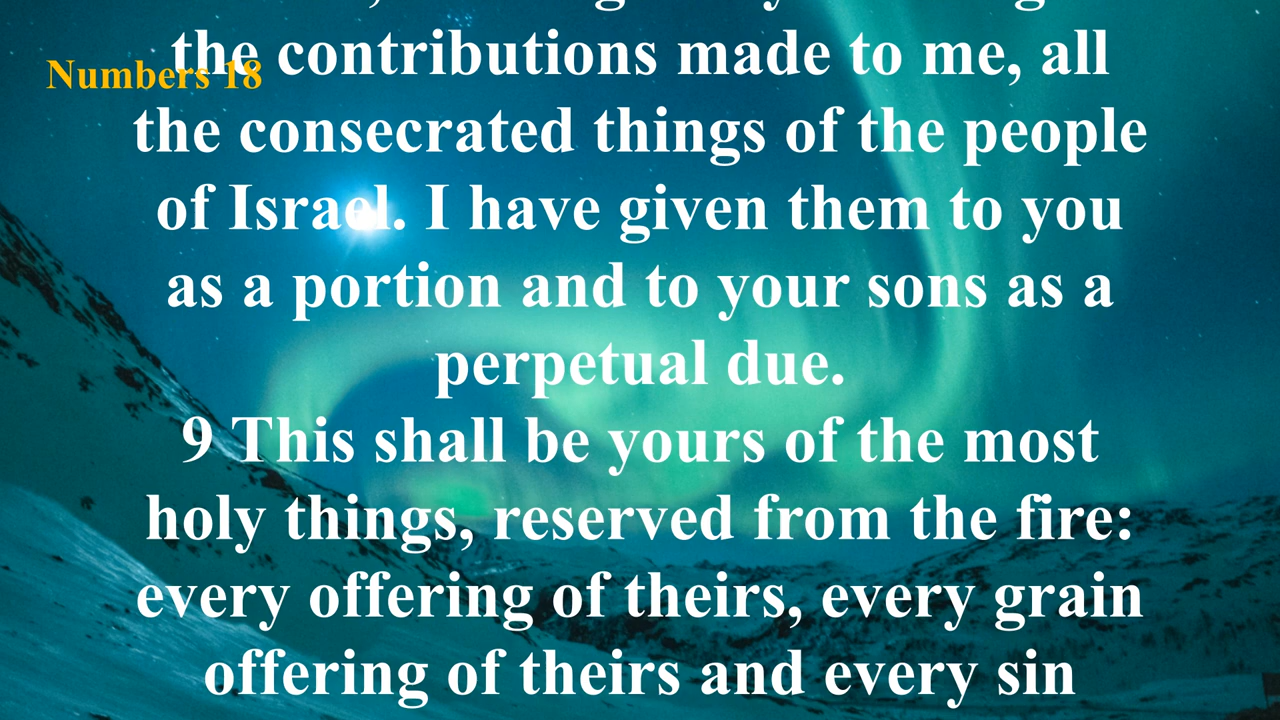 Numbers 18
the contributions made to me, all
the consecrated things of the people
of Israel. I have given them to you
as a portion and to your sons as a
perpetual due.
9 This shall be yours of the most
holy things, reserved from the fire:
every offering of theirs, every grain
offering of theirs and every sin